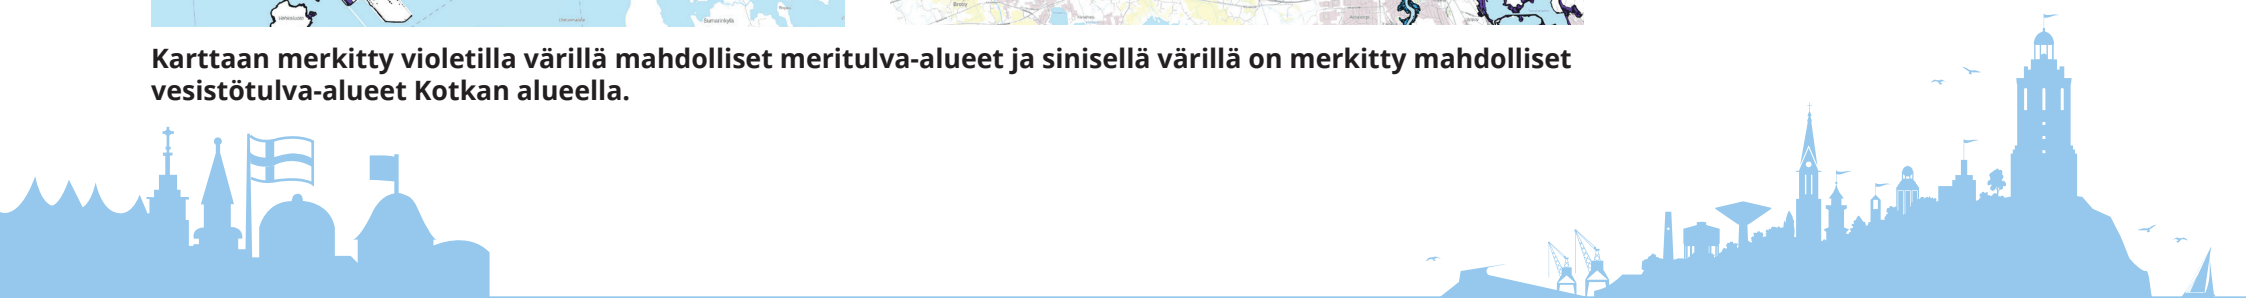 Karttaan merkitty violetilla värillä mahdolliset meritulva-alueet ja sinisellä värillä on merkitty mahdolliset
vesistötulva-alueet Kotkan alueella.